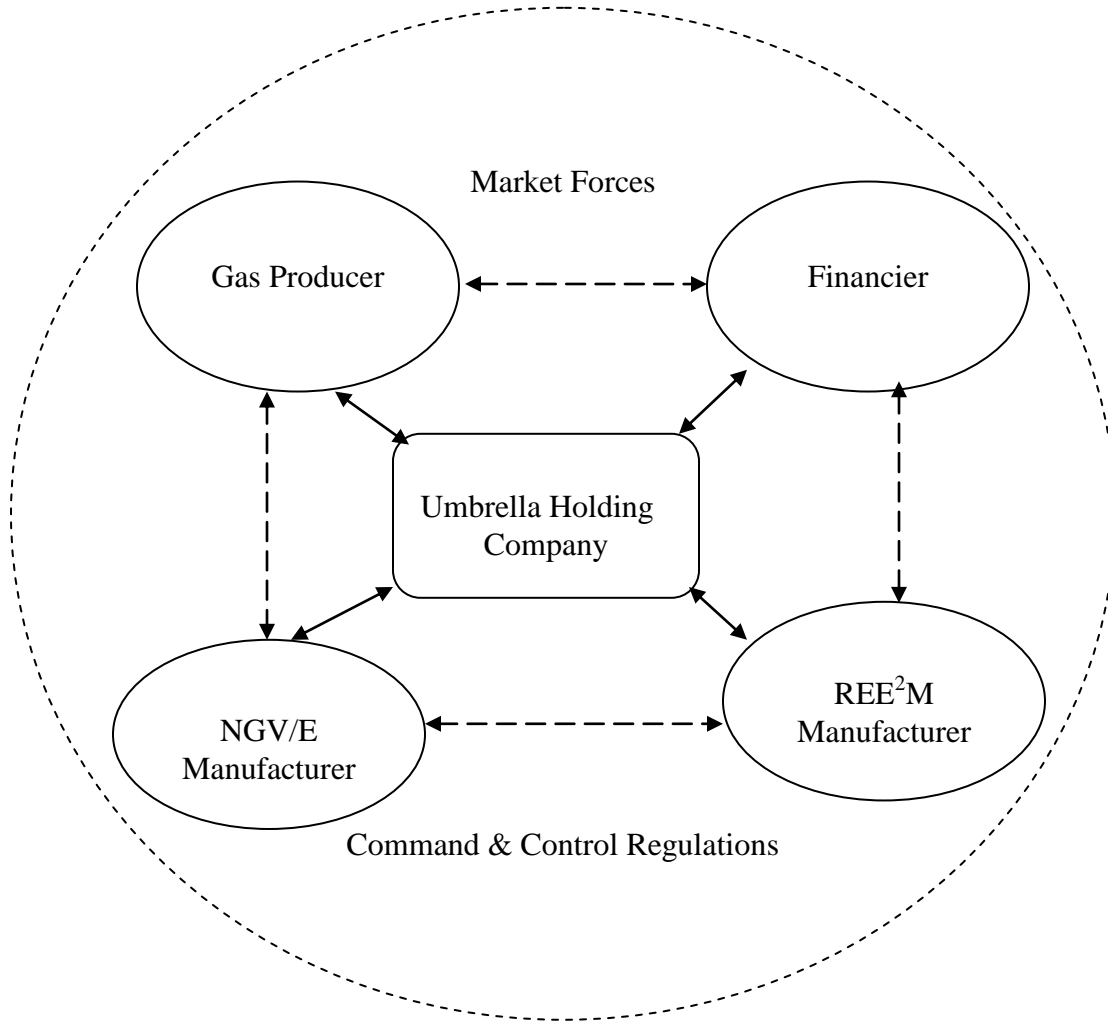 Market Forces
Gas Producer
Financier
Umbrella Holding
Company
REE²M
Manufacturer
NGV/E
Manufacturer
Command & Control Regulations